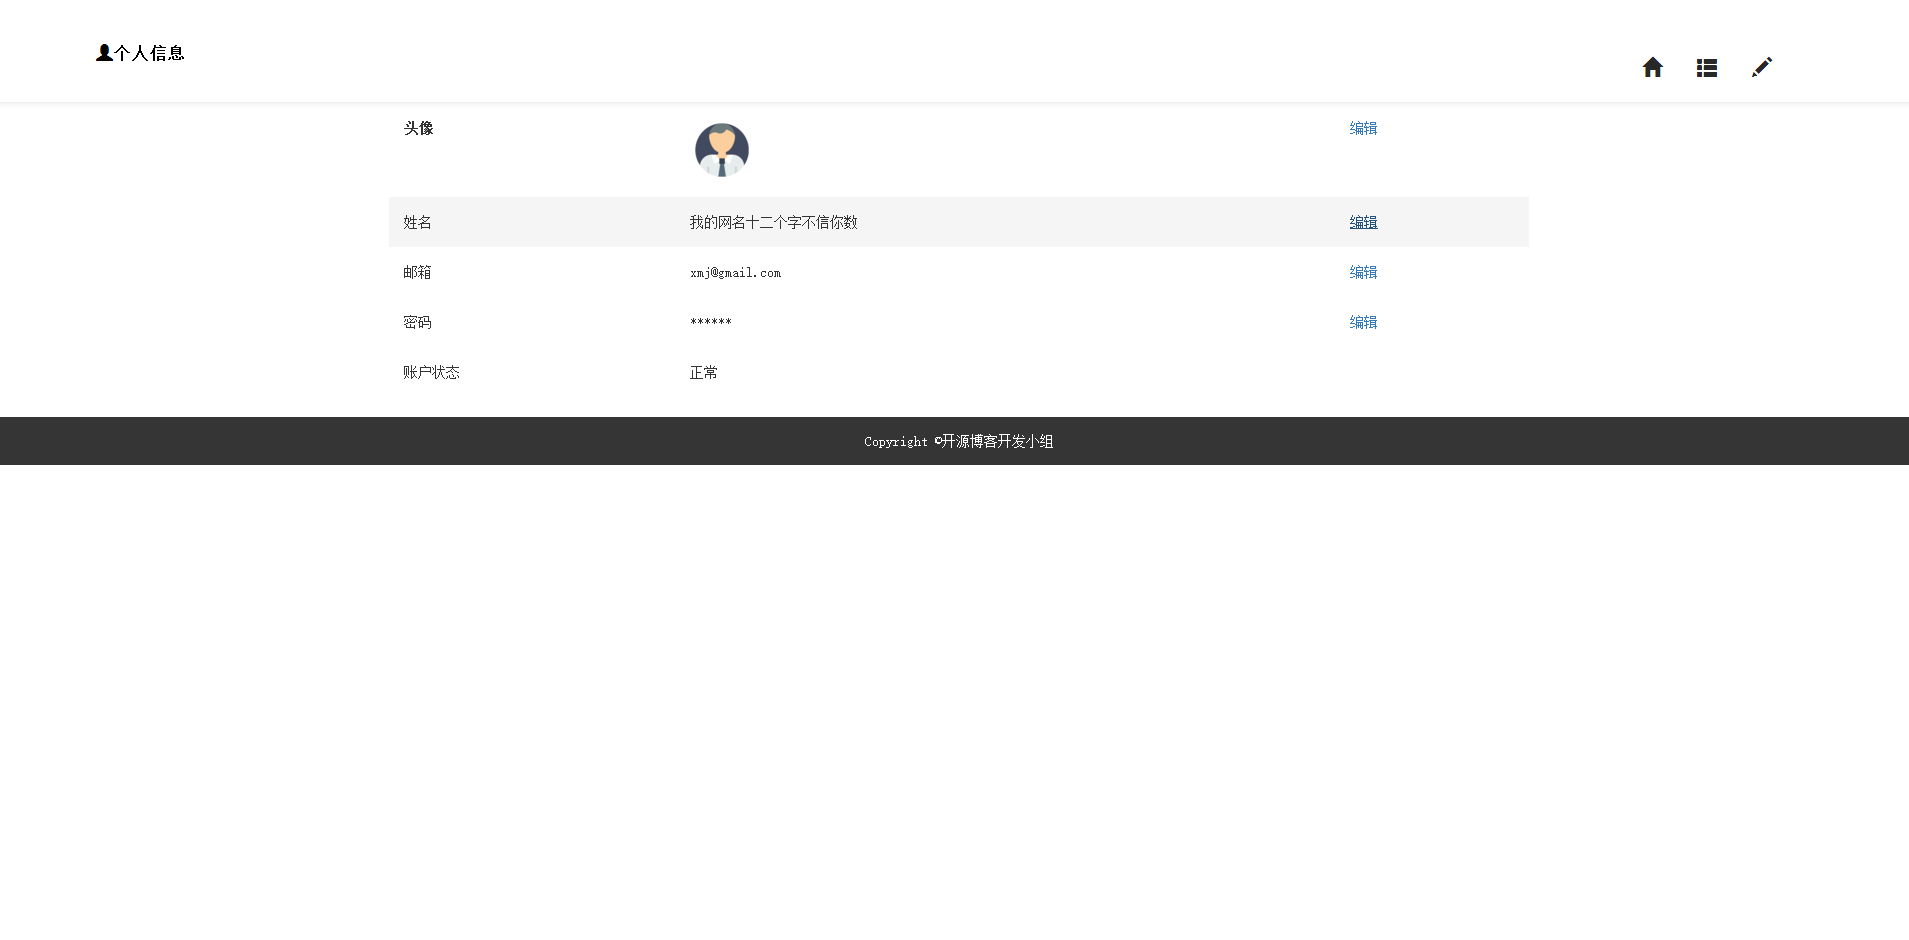 个人信息
头像 编辑
姓名 我的网名十二个字不信你数 编辑
邮箱 xmj@gmail.com 编辑
密码 ****** 编辑
账户状态 正常
Copyright ©开源博客开发小组